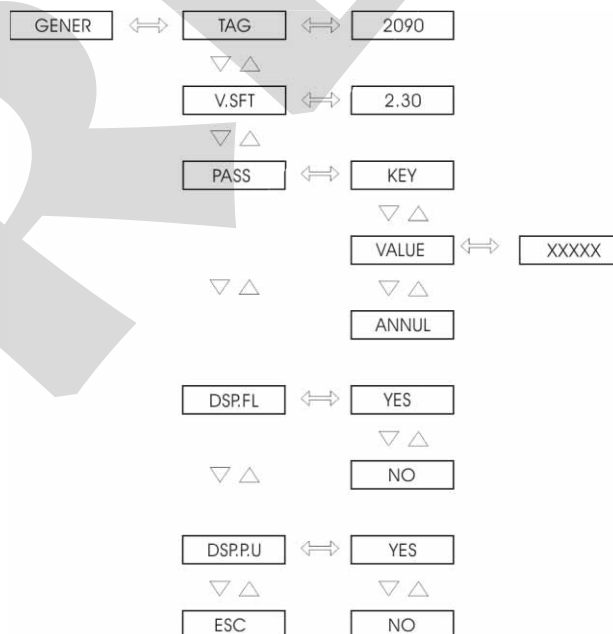 GENER TAG 2090
V.SFT 2.30
PASS KEY
VALUE XXXXX
ANNUL
DSP.FL YES
NO
DSP.P.U YES
ESC NO